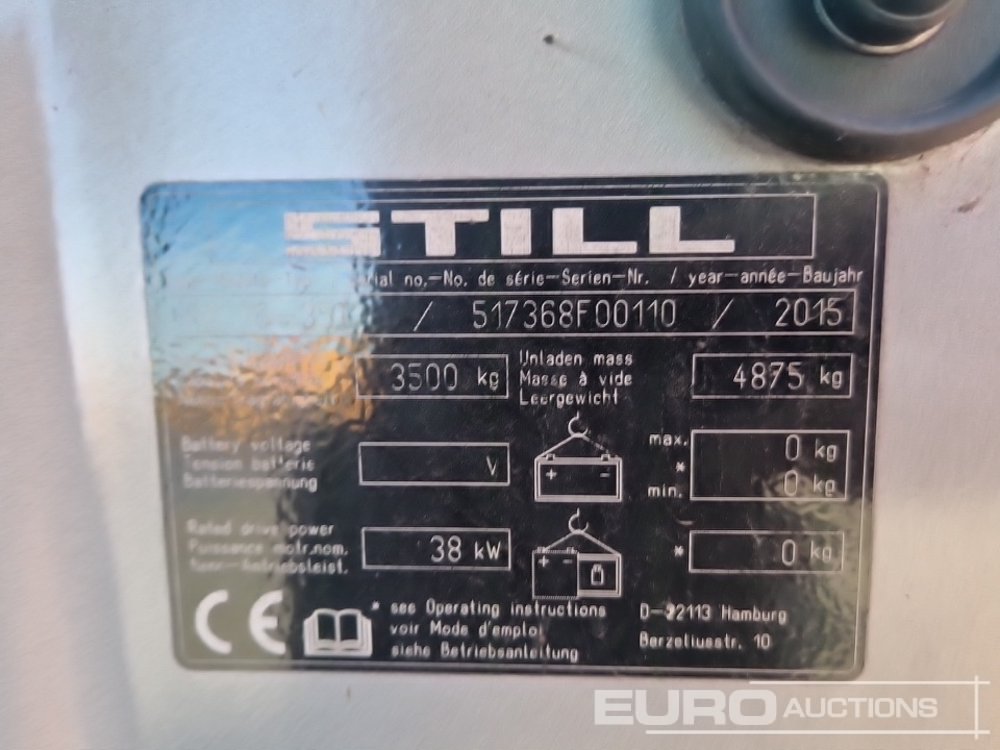 STILL
no.-No. de série-Serien-Nr. / year-année-Baujahr
/ 517368F00110 / 2015
3500 kg
Unladen mass
Masse à vide
Leergewicht
4875 kg
Battery voltage
Tension batterie
Batteriespannung
V
+ -
max. 0 kg
*
min. 0 kg
Rated drive power
Puissance motr.nom.
38 kW
+ -
* 0 kg
CE
* see Operating instructions
voir Mode d'emploi
siehe Betriebsanleitung
D-22113 Hamburg
Berzeliusstr. 10
EURO AUCTIONS